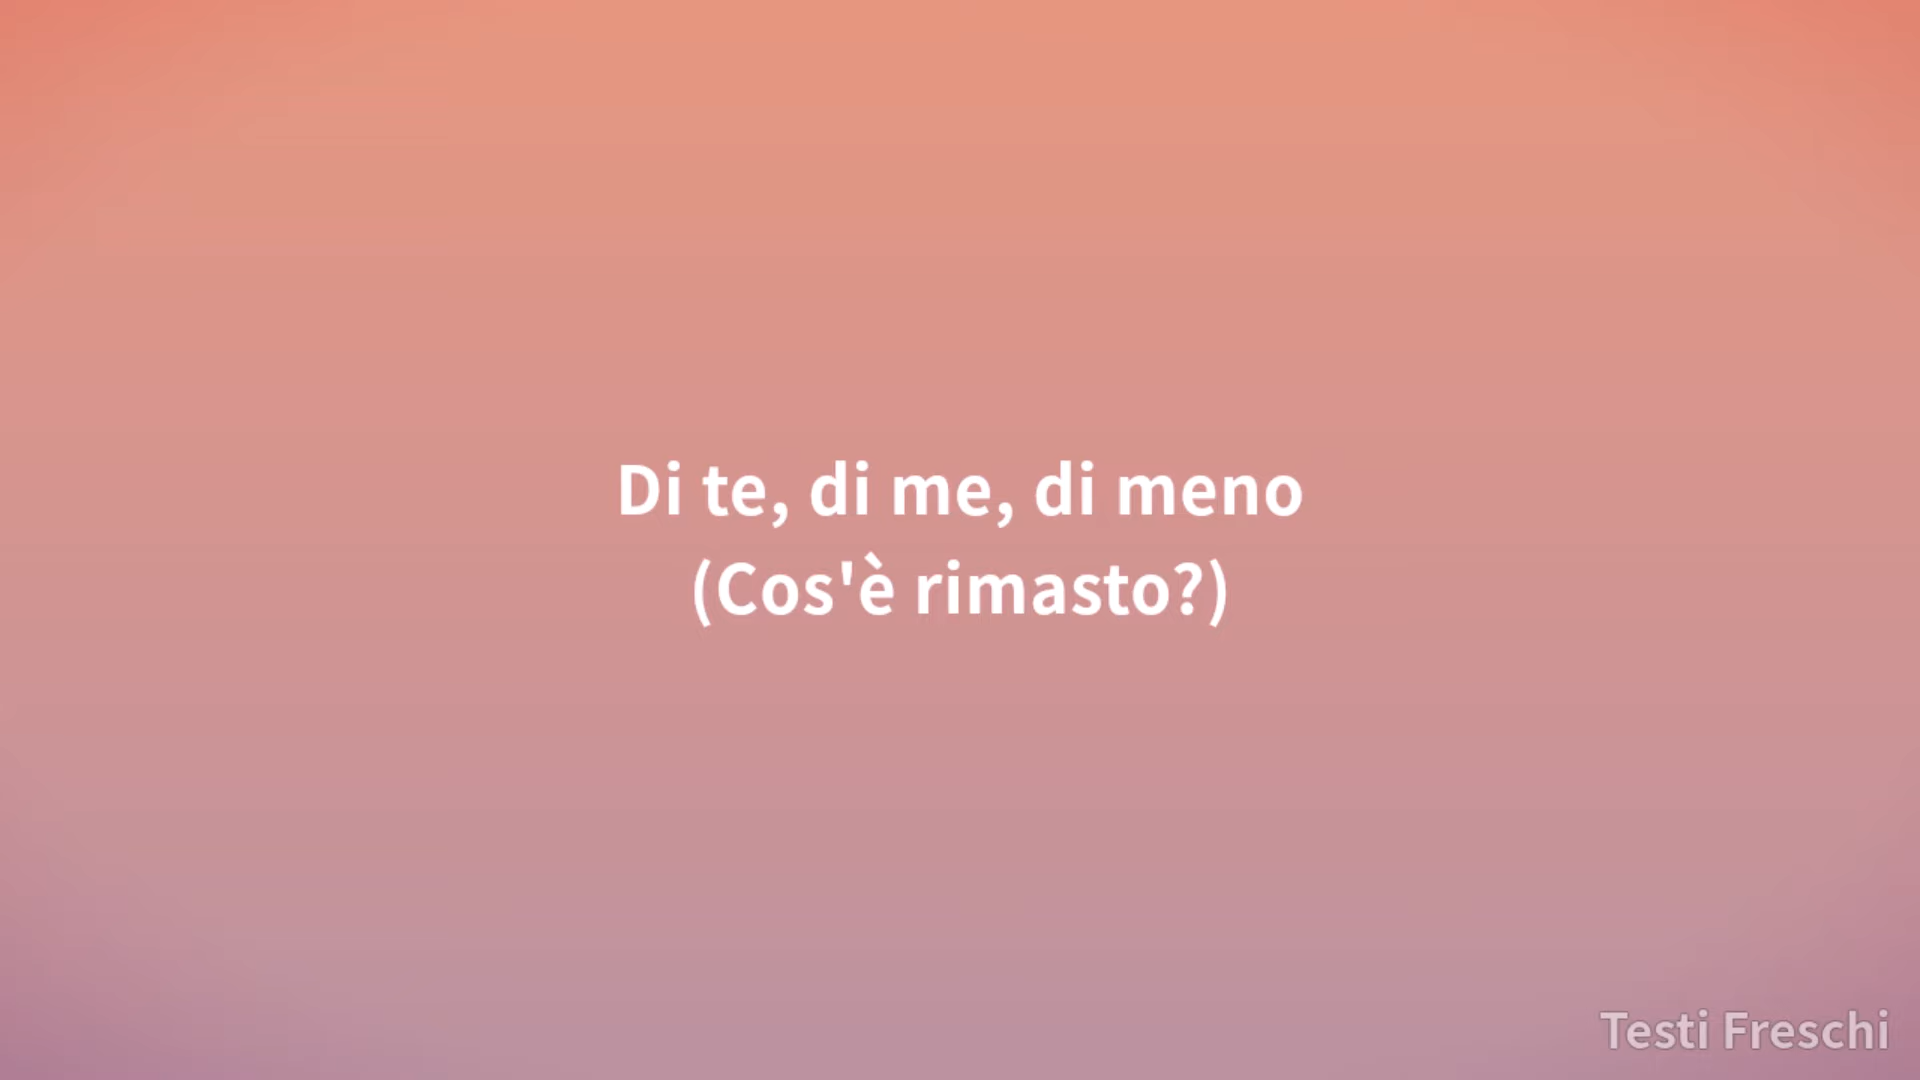 Di te, di me, di meno
(Cos'è rimasto?)
Testi Freschi